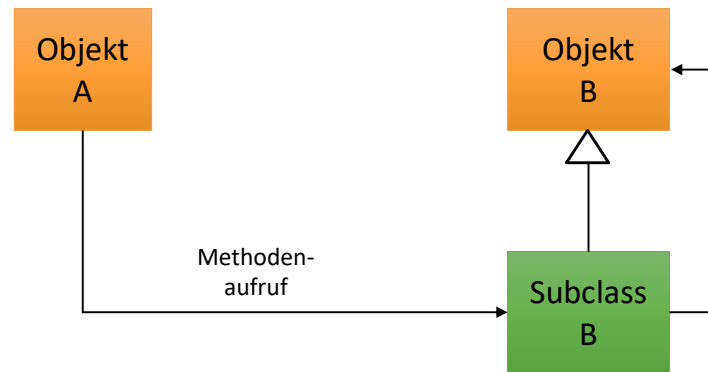 Objekt
A
Objekt
B
Methoden-
aufruf
Subclass
B